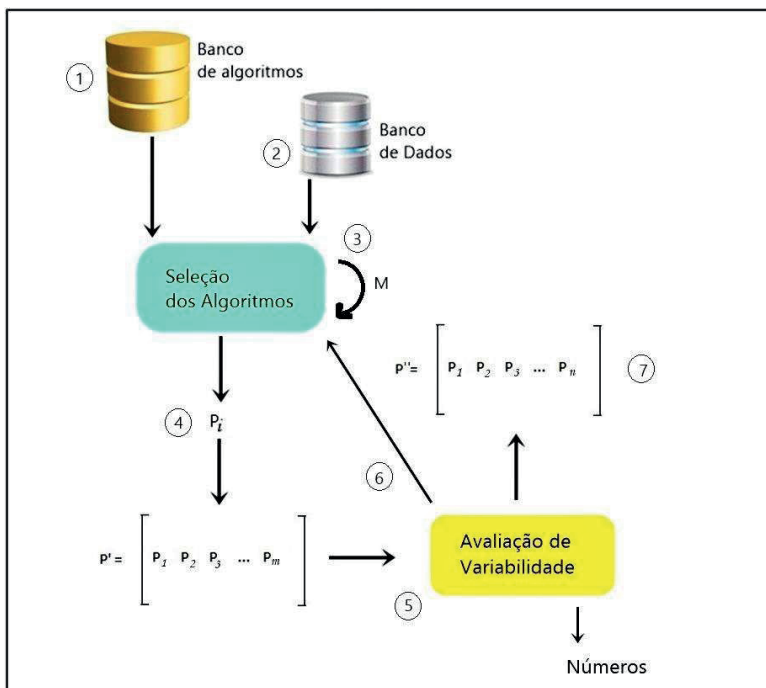 1
Banco
de algoritmos
2
Banco
de Dados
3
Seleção
dos Algoritmos
M
P''= [ P1 P2 P3 ... Pn ]
7
4
Pi
6
P' = [ P1 P2 P3 ... Pm ]
Avaliação de
Variabilidade
5
Números